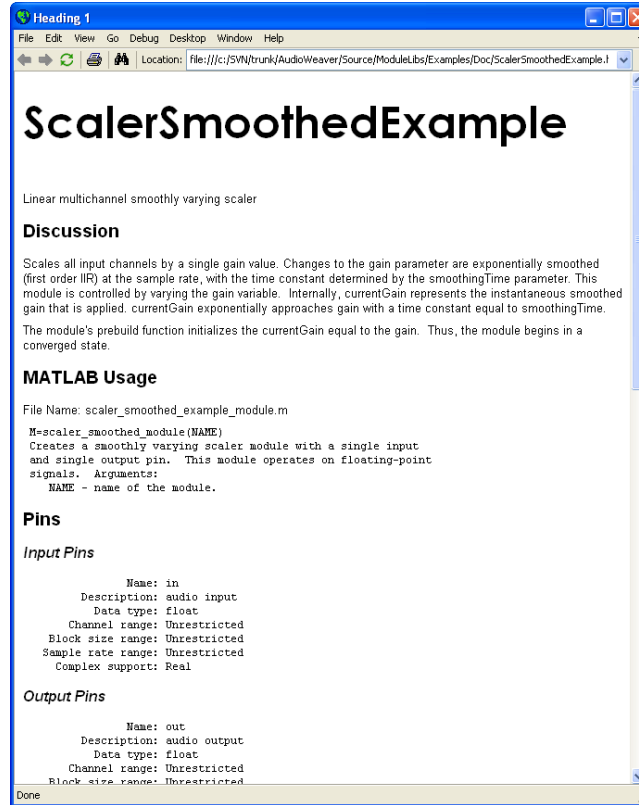 Heading 1
File Edit View Go Debug Desktop Window Help
Location: file:///c:/SVN/trunk/AudioWeaver/Source/ModuleLibs/Examples/Doc/ScalerSmoothedExample.h
ScalerSmoothedExample
Linear multichannel smoothly varying scaler
Discussion
Scales all input channels by a single gain value. Changes to the gain parameter are exponentially smoothed
(first order IIR) at the sample rate, with the time constant determined by the smoothingTime parameter. This
module is controlled by varying the gain variable. Internally, currentGain represents the instantaneous smoothed
gain that is applied. currentGain exponentially approaches gain with a time constant equal to smoothingTime.
The module's prebuild function initializes the currentGain equal to the gain. Thus, the module begins in a
converged state.
MATLAB Usage
File Name: scaler_smoothed_example_module.m
M=scaler_smoothed_module(NAME)
Creates a smoothly varying scaler module with a single input
and single output pin. This module operates on floating-point
signals. Arguments:
NAME - name of the module.
Pins
Input Pins
Name: in
Description: audio input
Data type: float
Channel range: Unrestricted
Block size range: Unrestricted
Sample rate range: Unrestricted
Complex support: Real
Output Pins
Name: out
Description: audio output
Data type: float
Channel range: Unrestricted
Block size range: Unrestricted
Done